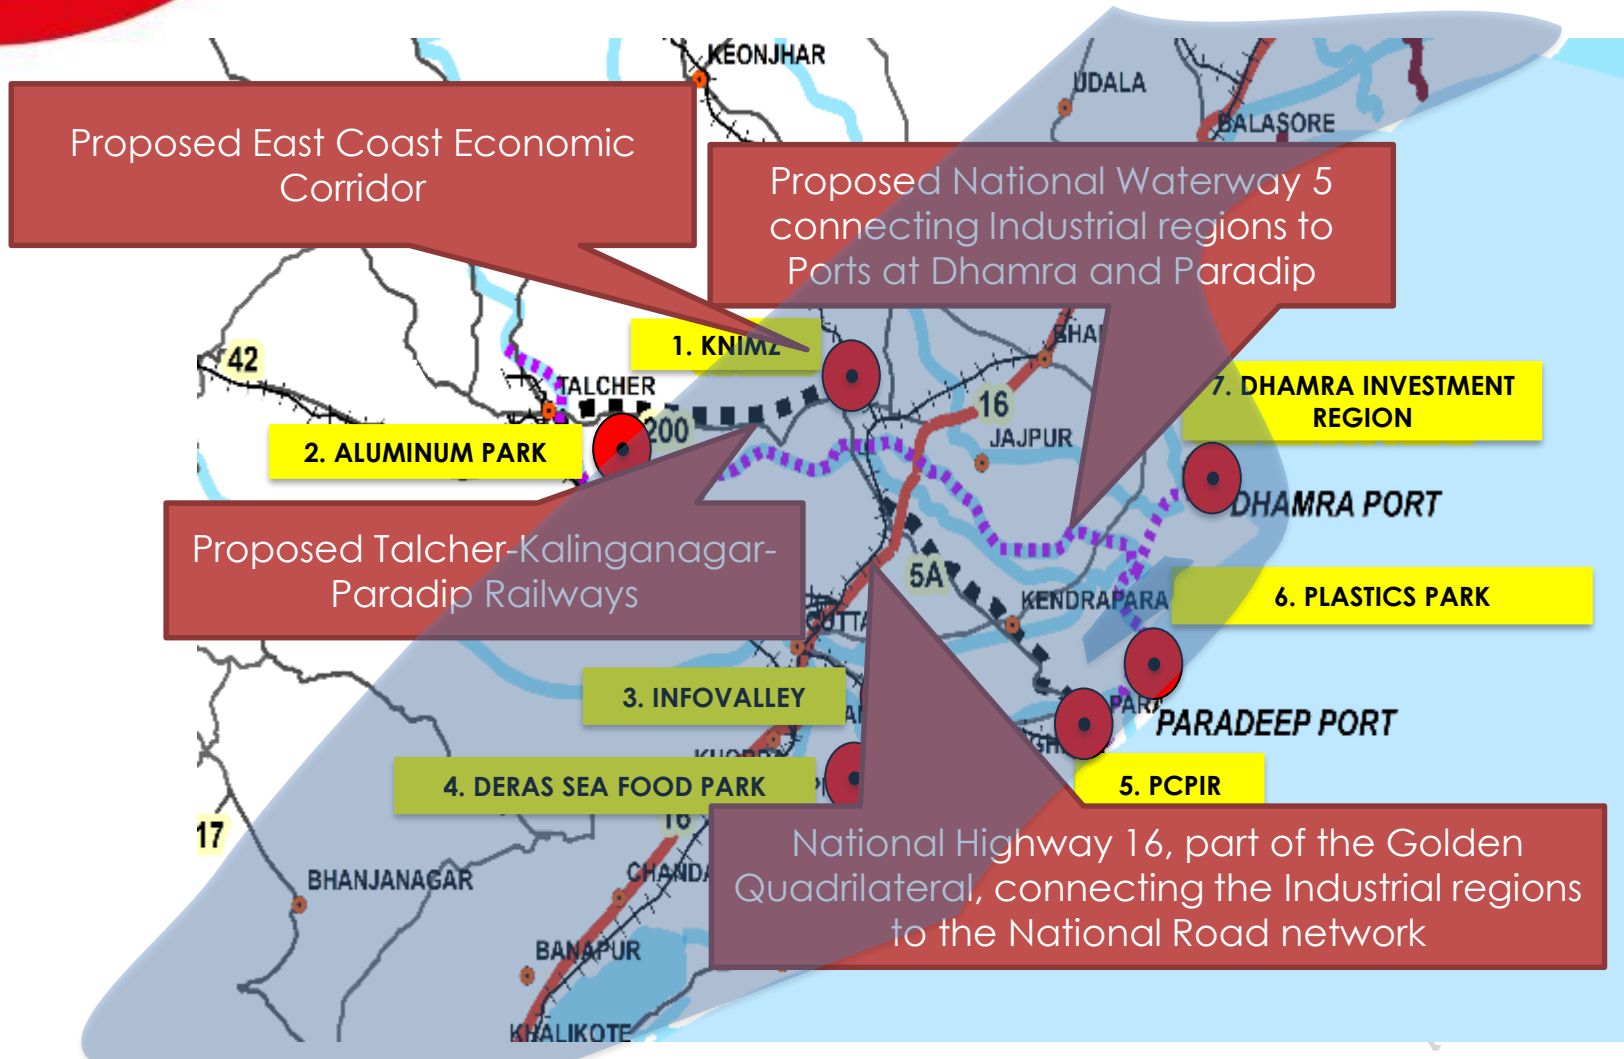 KEONJHAR
UDALA
BALASORE
Proposed East Coast Economic
Corridor
Proposed National Waterway 5
connecting Industrial regions to
Ports at Dhamra and Paradip
1. KNIMZ
42
TALCHER
200
16
JAJPUR
7. DHAMRA INVESTMENT
REGION
2. ALUMINUM PARK
DHAMRA PORT
Proposed Talcher-Kalinganagar-
Paradip Railways
5A
KENDRAPARA
6. PLASTICS PARK
3. INFOVALLEY
PARADEEP PORT
4. DERAS SEA FOOD PARK
5. PCPIR
16
17
BHANJANAGAR
National Highway 16, part of the Golden
Quadrilateral, connecting the Industrial regions
to the National Road network
BANAPUR
KHALIKOTE